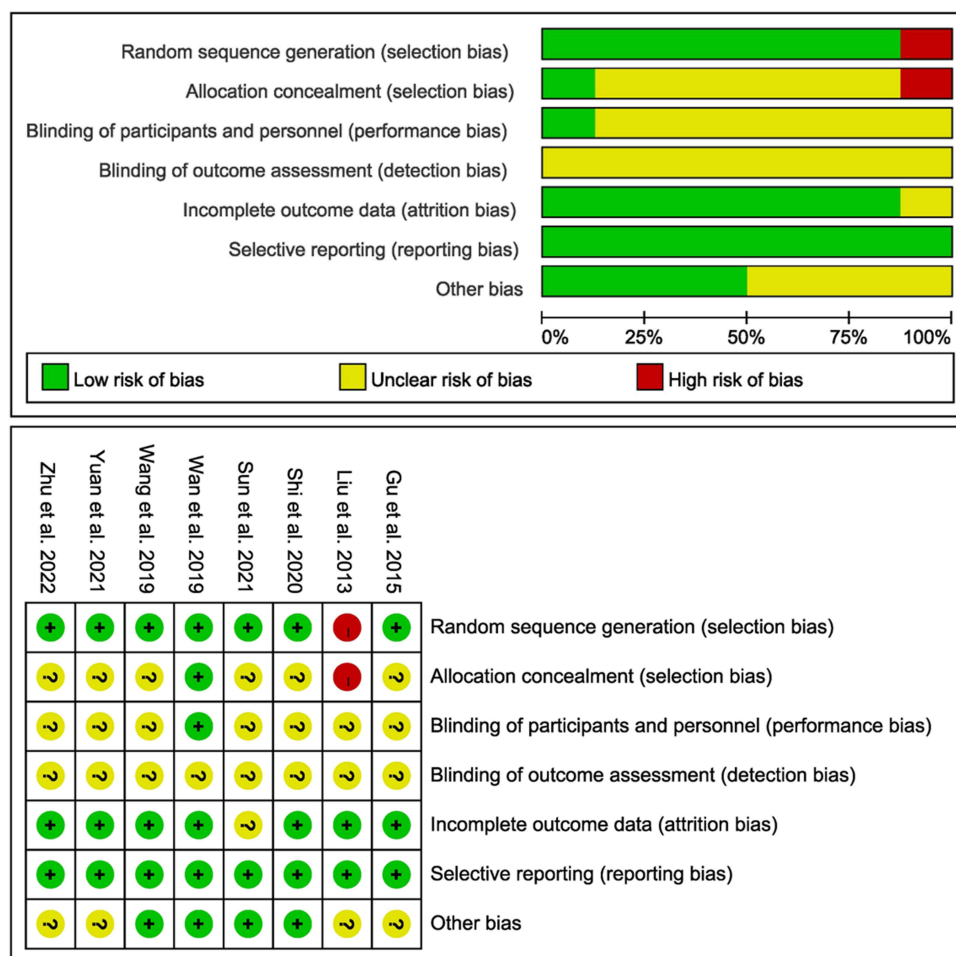 Random sequence generation (selection bias)
Allocation concealment (selection bias)
Blinding of participants and personnel (performance bias)
Blinding of outcome assessment (detection bias)
Incomplete outcome data (attrition bias)
Selective reporting (reporting bias)
Other bias
0% 25% 50% 75% 100%
Low risk of bias Unclear risk of bias High risk of bias
Zhu et al. 2022
Yuan et al. 2021
Wang et al. 2019
Wan et al. 2019
Sun et al. 2021
Shi et al. 2020
Liu et al. 2013
Gu et al. 2015
+ + + + + + – + Random sequence generation (selection bias)
? ? ? + ? ? – ? Allocation concealment (selection bias)
? ? ? + ? ? ? ? Blinding of participants and personnel (performance bias)
? ? ? ? ? ? ? ? Blinding of outcome assessment (detection bias)
+ + + + ? + + + Incomplete outcome data (attrition bias)
+ + + + + + + + Selective reporting (reporting bias)
? ? + + + + ? ? Other bias